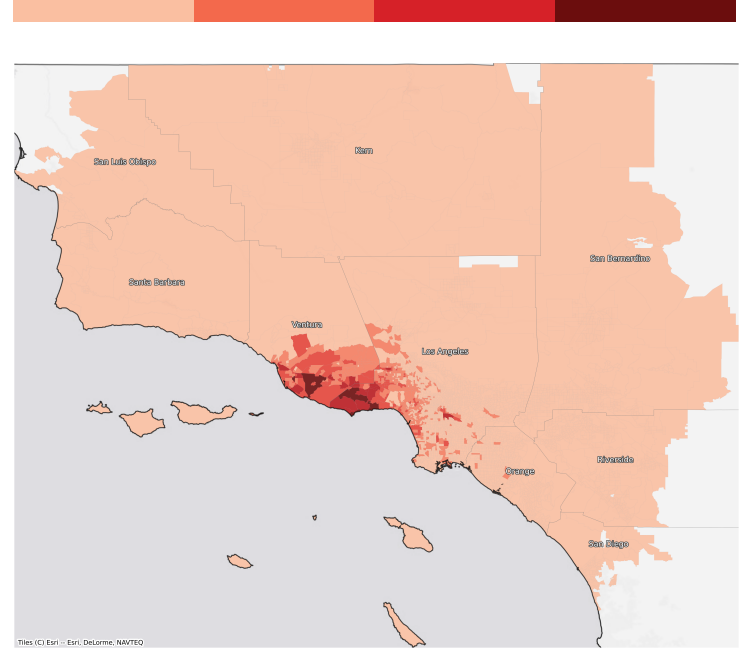 Kern
San Luis Obispo
San Bernardino
Santa Barbara
Ventura
Los Angeles
Riverside
Orange
San Diego
Tiles (C) Esri -- Esri, DeLorme, NAVTEQ